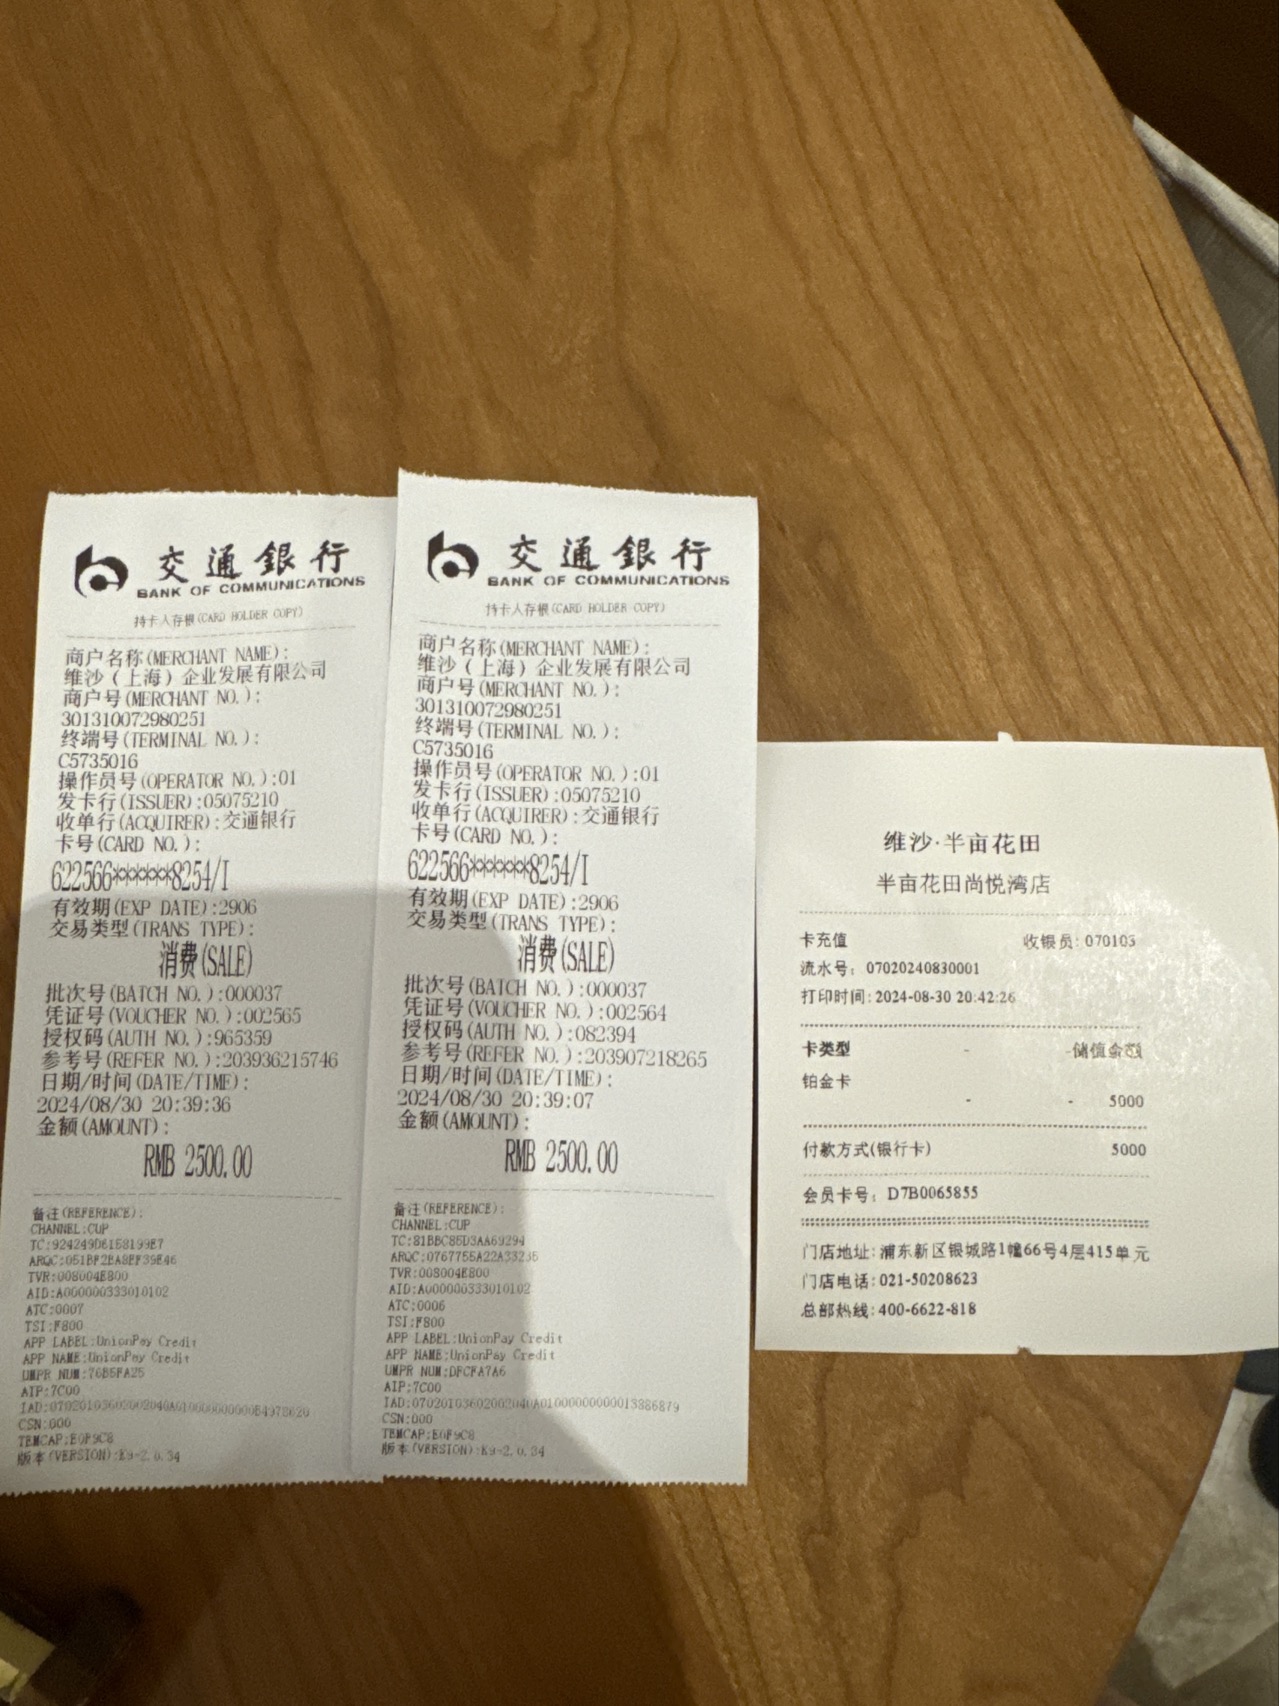 交通銀行
BANK OF COMMUNICATIONS
持卡人存根(CARD HOLDER COPY)
商户名称(MERCHANT NAME):
维沙（上海）企业发展有限公司
商户号(MERCHANT NO.):
301310072980251
终端号(TERMINAL NO.):
C5735016
操作员号(OPERATOR NO.):01
发卡行(ISSUER):05075210
收单行(ACQUIRER):交通银行
卡号(CARD NO.):
622566******8254/I
有效期(EXP DATE):2906
交易类型(TRANS TYPE):
消费(SALE)
批次号(BATCH NO.):000037
凭证号(VOUCHER NO.):002565
授权码(AUTH NO.):965359
参考号(REFER NO.):203936215746
日期/时间(DATE/TIME):
2024/08/30 20:39:36
金额(AMOUNT):
RMB 2500.00
备注(REFERENCE):
CHANNEL:CUP
TVR:008004E800
AID:A000000333010102
ATC:0007
TSI:F800
APP LABEL:UnionPay Credit
APP NAME:UnionPay Credit
UMPR NUM:76B5FA25
AIP:7C00
CSN:000
TEMCAP:E0F9C8
版本(VERSION):K9-2.0.34
交通銀行
BANK OF COMMUNICATIONS
持卡人存根(CARD HOLDER COPY)
商户名称(MERCHANT NAME):
维沙（上海）企业发展有限公司
商户号(MERCHANT NO.):
301310072980251
终端号(TERMINAL NO.):
C5735016
操作员号(OPERATOR NO.):01
发卡行(ISSUER):05075210
收单行(ACQUIRER):交通银行
卡号(CARD NO.):
622566******8254/I
有效期(EXP DATE):2906
交易类型(TRANS TYPE):
消费(SALE)
批次号(BATCH NO.):000037
凭证号(VOUCHER NO.):002564
授权码(AUTH NO.):082394
参考号(REFER NO.):203907218265
日期/时间(DATE/TIME):
2024/08/30 20:39:07
金额(AMOUNT):
RMB 2500.00
备注(REFERENCE):
CHANNEL:CUP
TC:81BBC85D3AA69294
ARQC:0767755A22A33235
TVR:008004E800
AID:A000000333010102
ATC:0006
TSI:F800
APP LABEL:UnionPay Credit
APP NAME:UnionPay Credit
UMPR NUM:DFCFA7A6
AIP:7C00
CSN:000
TEMCAP:E0F9C8
版本(VERSION):K9-2.0.34
维沙·半亩花田
半亩花田尚悦湾店
卡充值 收银员: 070103
流水号: 07020240830001
打印时间: 2024-08-30 20:42:26
卡类型 - -储值金额
铂金卡
- - 5000
付款方式(银行卡) 5000
会员卡号: D7B0065855
门店地址: 浦东新区银城路1幢66号4层415单元
门店电话: 021-50208623
总部热线: 400-6622-818